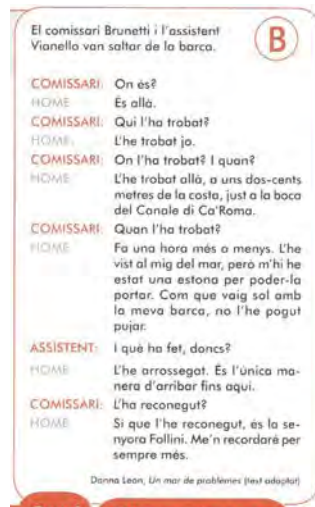 El comissari Brunetti i l'assistent
Vianello van saltar de la barca.
B
COMISSARI: On és?
HOME: És allà.
COMISSARI: Qui l'ha trobat?
HOME: L'he trobat jo.
COMISSARI: On l'ha trobat? I quan?
HOME: L'he trobat allà, a uns dos-cents
metres de la costa, just a la boca
del Canale di Ca'Roma.
COMISSARI: Quan l'ha trobat?
HOME: Fa una hora més o menys. L'he
vist al mig del mar, però m'hi he
estat una estona per poder-la
portar. Com que vaig sol amb
la meva barca, no l'he pogut
pujar.
ASSISTENT: I què ha fet, doncs?
HOME: L'he arrossegat. És l'única ma-
nera d'arribar fins aquí.
COMISSARI: L'ha reconegut?
HOME: Sí que l'he reconegut, és la se-
nyora Follini. Me'n recordaré per
sempre més.
Donna Leon, Un mar de problemes (text adaptat)